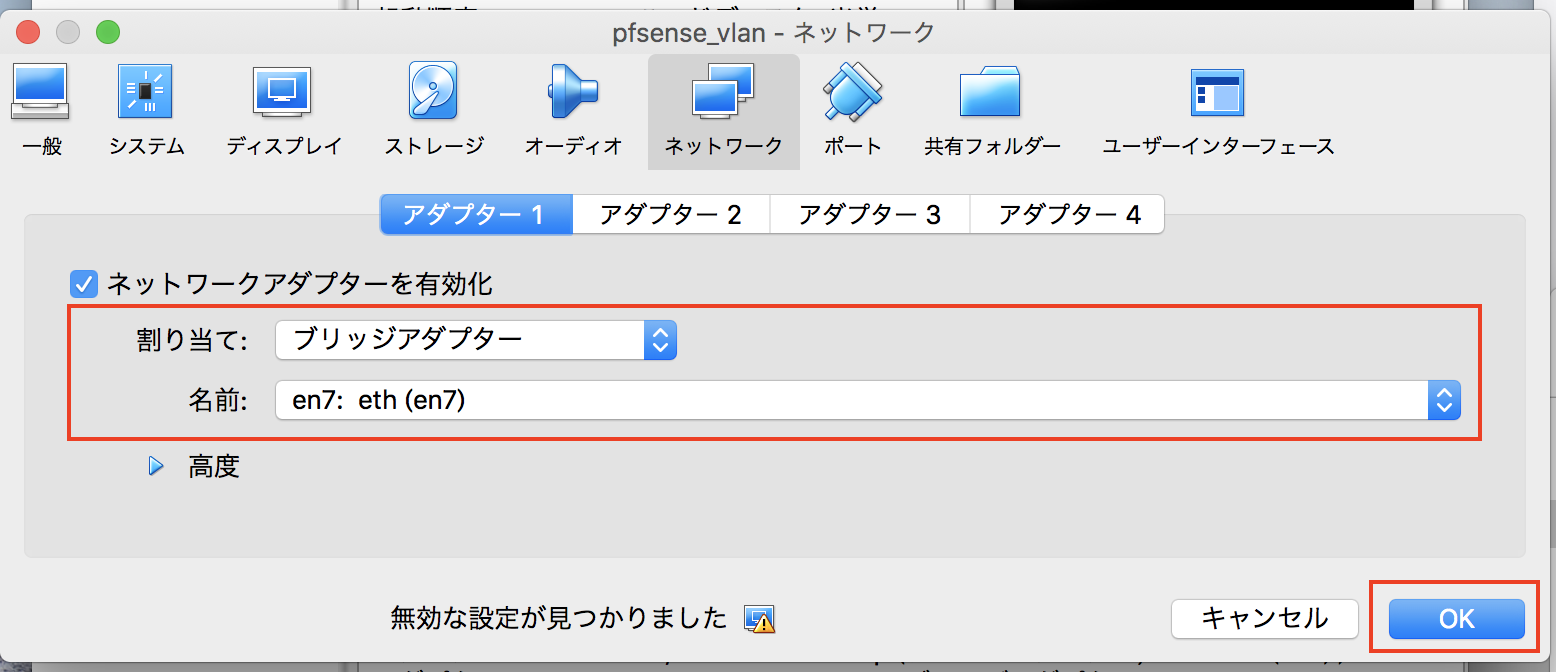 pfsense_vlan - ネットワーク
一般 システム ディスプレイ ストレージ オーディオ ネットワーク ポート 共有フォルダー ユーザーインターフェース
アダプター 1 アダプター 2 アダプター 3 アダプター 4
ネットワークアダプターを有効化
割り当て: ブリッジアダプター
名前: en7: eth (en7)
高度
無効な設定が見つかりました キャンセル OK